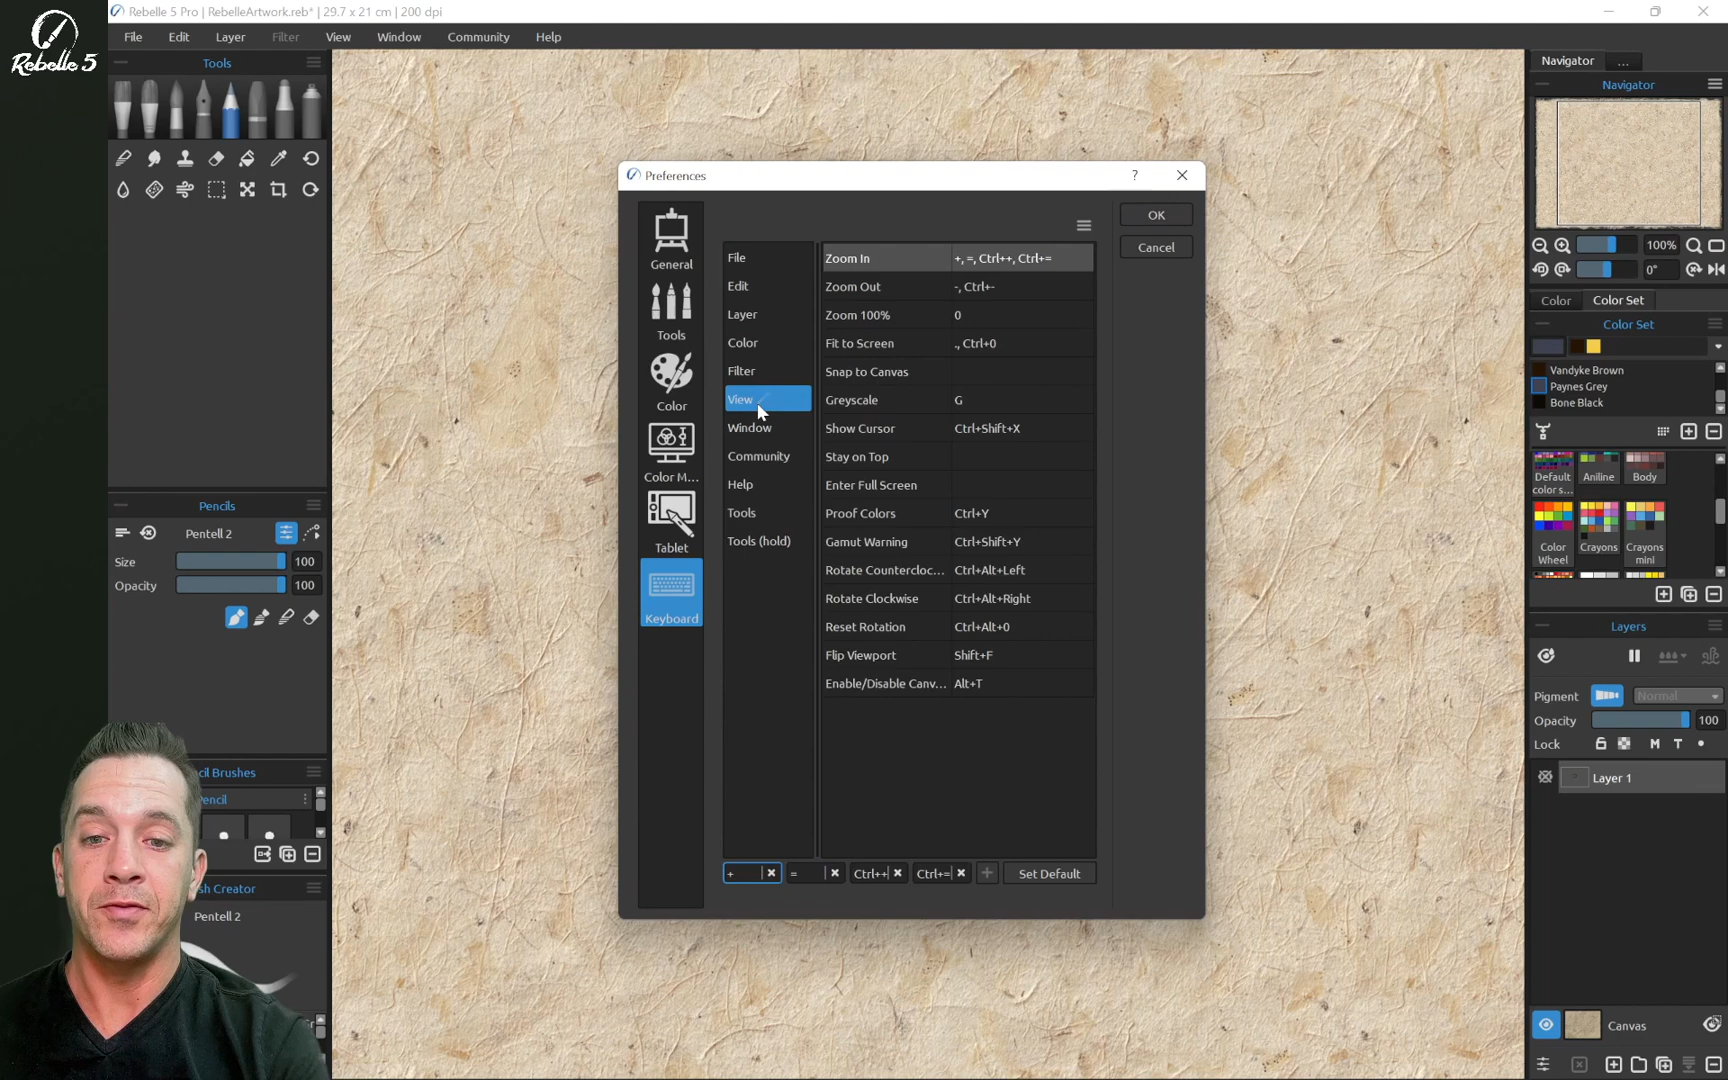 Rebelle 5
Rebelle 5 Pro | RebelleArtwork.reb* | 29.7 x 21 cm | 200 dpi
File Edit Layer Filter View Window Community Help
Tools
Pencils
Pentell 2
Size 100
Opacity 100
cil Brushes
Pencil
sh Creator
Pentell 2
Preferences
?
General
Tools
Color
Color M...
Tablet
Keyboard
File
Edit
Layer
Color
Filter
View
Window
Community
Help
Tools
Tools (hold)
Zoom In +, =, Ctrl++, Ctrl+=
Zoom Out -, Ctrl+-
Zoom 100% 0
Fit to Screen ., Ctrl+0
Snap to Canvas
Greyscale G
Show Cursor Ctrl+Shift+X
Stay on Top
Enter Full Screen
Proof Colors Ctrl+Y
Gamut Warning Ctrl+Shift+Y
Rotate Countercloc... Ctrl+Alt+Left
Rotate Clockwise Ctrl+Alt+Right
Reset Rotation Ctrl+Alt+0
Flip Viewport Shift+F
Enable/Disable Canv... Alt+T
+ = Ctrl++ Ctrl+= Set Default
OK
Cancel
Navigator ...
Navigator
100%
0°
Color Color Set
Color Set
Vandyke Brown
Paynes Grey
Bone Black
Default color s...
Aniline
Body
Color Wheel
Crayons
Crayons mini
Layers
Pigment Normal
Opacity 100
Lock M T
Layer 1
Canvas